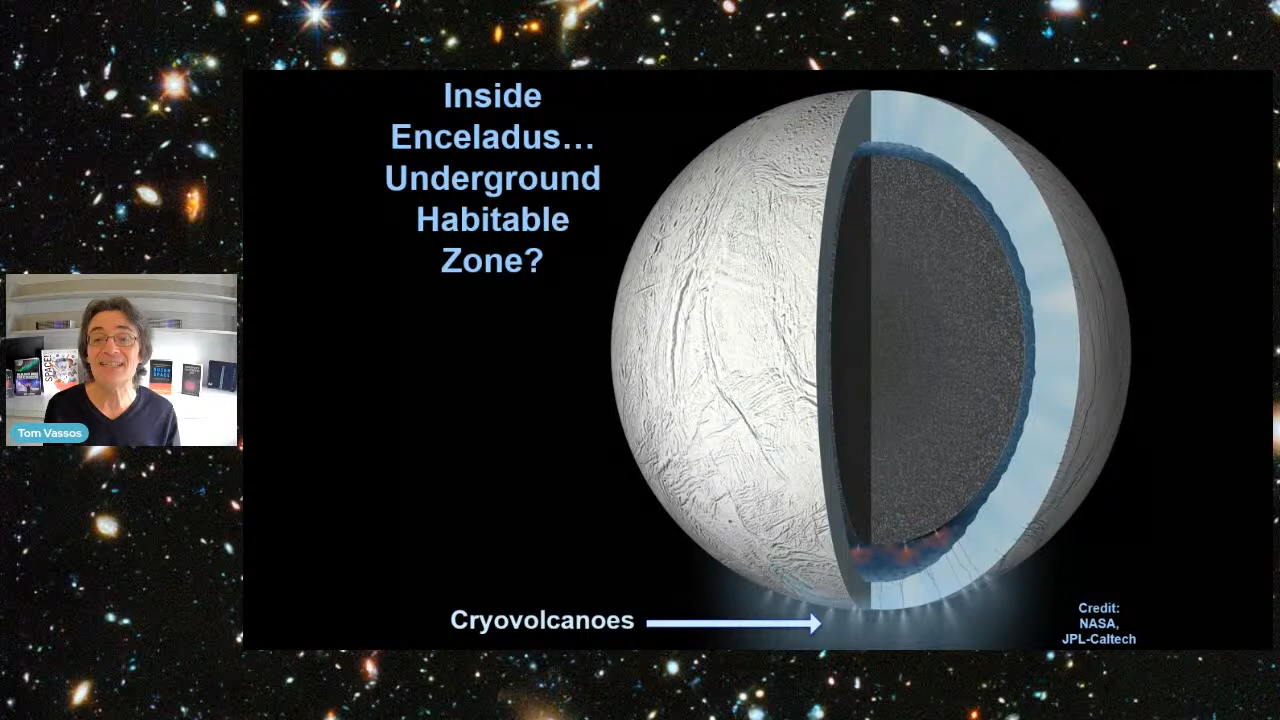 Inside
Enceladus…
Underground
Habitable
Zone?
SPACE
Tom Vassos
Cryovolcanoes
Credit:
NASA,
JPL-Caltech